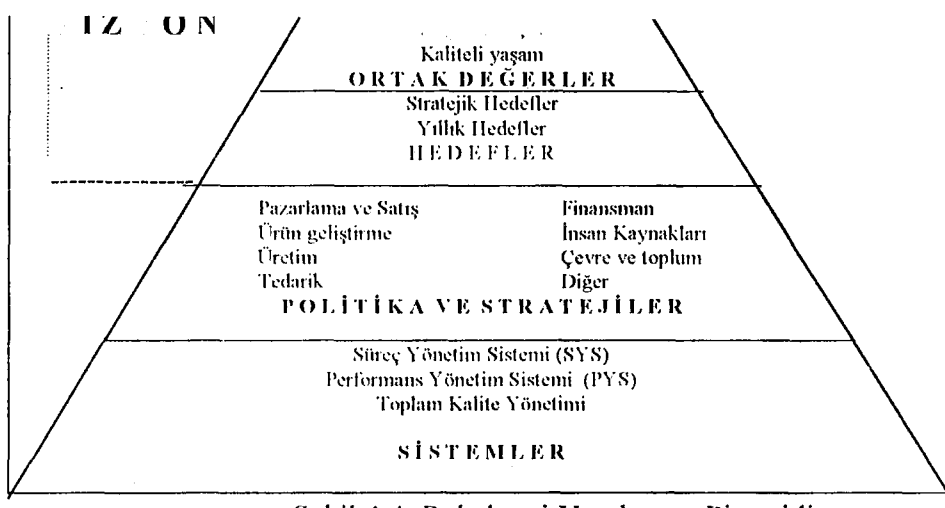 İZ ON
Kaliteli yaşam
ORTAK DEĞERLER
Stratejik Hedefler
Yıllık Hedefler
HEDEFLER
Pazarlama ve Satış Finansman
Ürün geliştirme İnsan Kaynakları
Üretim Çevre ve toplum
Tedarik Diğer
POLİTİKA VE STRATEJİLER
Süreç Yönetim Sistemi (SYS)
Performans Yönetim Sistemi (PYS)
Toplam Kalite Yönetimi
SİSTEMLER